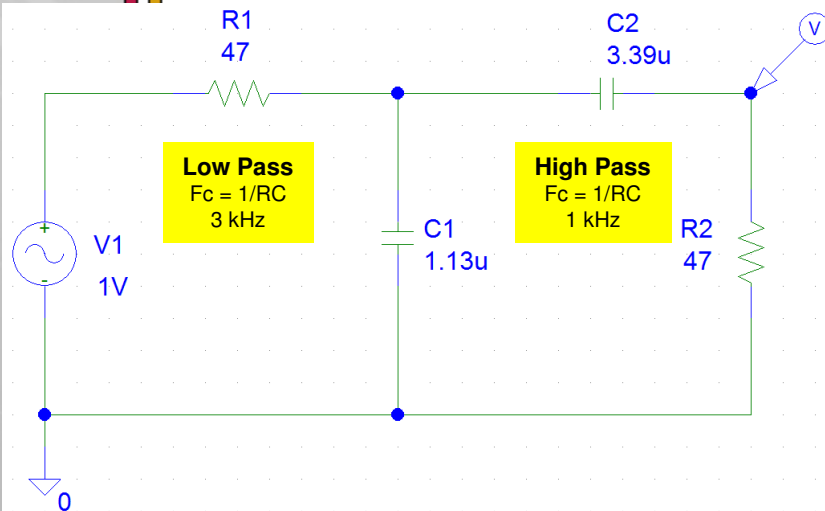 R1
47
C2
3.39u
V
Low Pass
Fc = 1/RC
3 kHz
High Pass
Fc = 1/RC
1 kHz
+
-
V1
1V
C1
1.13u
R2
47
0